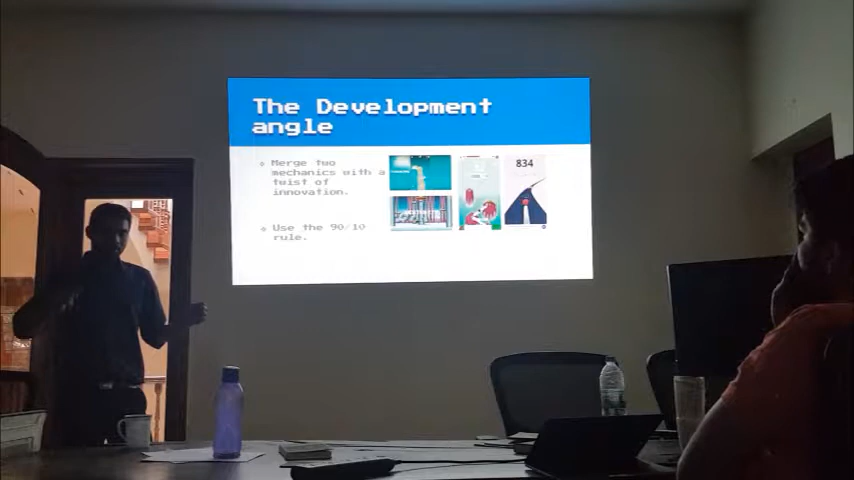 The Development
angle
Merge two
mechanics with a
twist of
innovation.
Use the 90/10
rule.
834